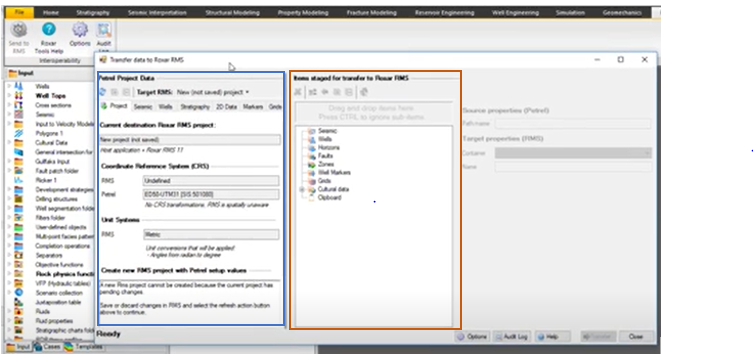 File Home Stratigraphy Seismic Interpretation Structural Modeling Property Modeling Fracture Modeling Reservoir Engineering Well Engineering Simulation Geomechanics
Send to RMS
Roxar Tools Help
Options
Audit
Interoperability
Input
Wells
Well Tops
Cross sections
Seismic
Input to Velocity Modele
Polygons 1
Cultural Data
General intersection for
Gulfaks Input
Fault patch folder
Picker 1
Development strategies
Drilling structures
Well segmentation folde
Filters folder
User-defined objects
Multi-point facies patten
Completion operations
Separators
Objective functions
Rock physics functi
VFP (Hydraulic tables)
Scenario collection
Juxtaposition table
Fluids
Fluid properties
Stratigraphic charts fold
Input Cases Templates
Transfer data to Roxar RMS
Petrel Project Data
Target RMS: New (not saved) project
Project Seismic Wells Stratigraphy 2D Data Markers Grids
Current destination Roxar RMS project:
New project (not saved)
Host application - Roxar RMS 11
Coordinate Reference System (CRS)
RMS Undefined
Petrel ED50-UTM31 [SIS.501083]
No CRS transformations, RMS is spatially unaware
Unit Systems
RMS Metric
Unit conversions that will be applied:
- Angles from radian to degree
Create new RMS project with Petrel setup values
A new Rms project cannot be created because the current project has
pending changes.
Save or discard changes in RMS and select the refresh action button
above to continue.
Ready
Items staged for transfer to Roxar RMS
Drag and drop items here
Press CTRL to ignore sub-items
Seismic
Wells
Horizons
Faults
Zones
Well Markers
Grids
Cultural data
Clipboard
Source properties (Petrel)
Path name
Target properties (RMS)
Container
Name
Options Audit Log Help Transfer Close